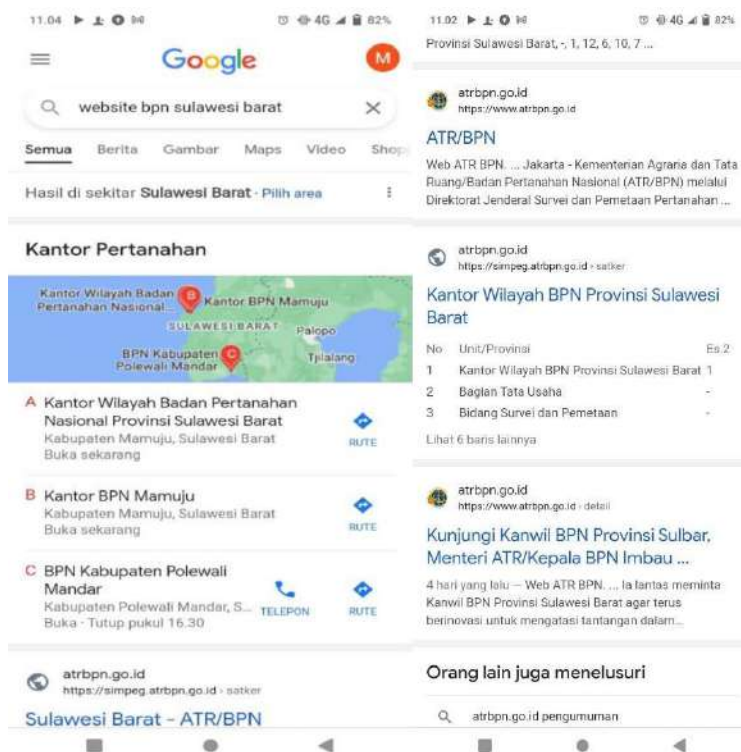 11.04
4G 82%
Google
M
website bpn sulawesi barat
Semua Berita Gambar Maps Video Shop
Hasil di sekitar Sulawesi Barat · Pilih area
Kantor Pertanahan
Kantor Wilayah Badan
Pertanahan Nasional...
B
Kantor BPN Mamuju
SULAWESI BARAT
Palopo
BPN Kabupaten
Polewali Mandar
C
Tjilalang
A Kantor Wilayah Badan Pertanahan
Nasional Provinsi Sulawesi Barat
Kabupaten Mamuju, Sulawesi Barat
Buka sekarang
RUTE
B Kantor BPN Mamuju
Kabupaten Mamuju, Sulawesi Barat
Buka sekarang
RUTE
C BPN Kabupaten Polewali
Mandar
Kabupaten Polewali Mandar, S...
Buka · Tutup pukul 16.30
TELEPON
RUTE
atrbpn.go.id
https://simpeg.atrbpn.go.id › satker
Sulawesi Barat - ATR/BPN
11.02
4G 82%
Provinsi Sulawesi Barat, -, 1, 12, 6, 10, 7 ...
atrbpn.go.id
https://www.atrbpn.go.id
ATR/BPN
Web ATR BPN. ... Jakarta - Kementerian Agraria dan Tata
Ruang/Badan Pertanahan Nasional (ATR/BPN) melalui
Direktorat Jenderal Survei dan Pemetaan Pertanahan ...
atrbpn.go.id
https://simpeg.atrbpn.go.id › satker
Kantor Wilayah BPN Provinsi Sulawesi
Barat
No Unit/Provinsi Es.2
1 Kantor Wilayah BPN Provinsi Sulawesi Barat 1
2 Bagian Tata Usaha -
3 Bidang Survei dan Pemetaan -
Lihat 6 baris lainnya
atrbpn.go.id
https://www.atrbpn.go.id › detail
Kunjungi Kanwil BPN Provinsi Sulbar,
Menteri ATR/Kepala BPN Imbau ...
4 hari yang lalu — Web ATR BPN. ... Ia lantas meminta
Kanwil BPN Provinsi Sulawesi Barat agar terus
berinovasi untuk mengatasi tantangan dalam...
Orang lain juga menelusuri
atrbpn.go.id pengumuman